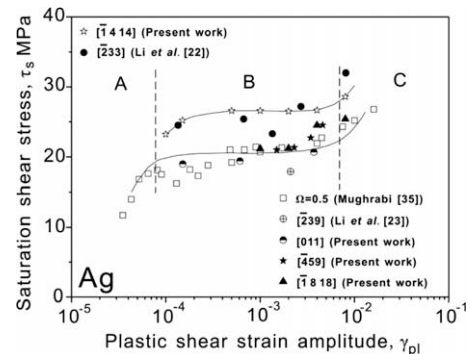 ☆ [1̄ 4 14] (Present work)
● [2̄33] (Li et al. [22])
A B C
Saturation shear stress, τs MPa
40
30
20
10
0
Ag
□ Ω=0.5 (Mughrabi [35])
⊕ [2̄39] (Li et al. [23])
[011] (Present work)
★ [4̄59] (Present work)
▲ [1̄ 8 18] (Present work)
10⁻⁵ 10⁻⁴ 10⁻³ 10⁻² 10⁻¹
Plastic shear strain amplitude, γpl